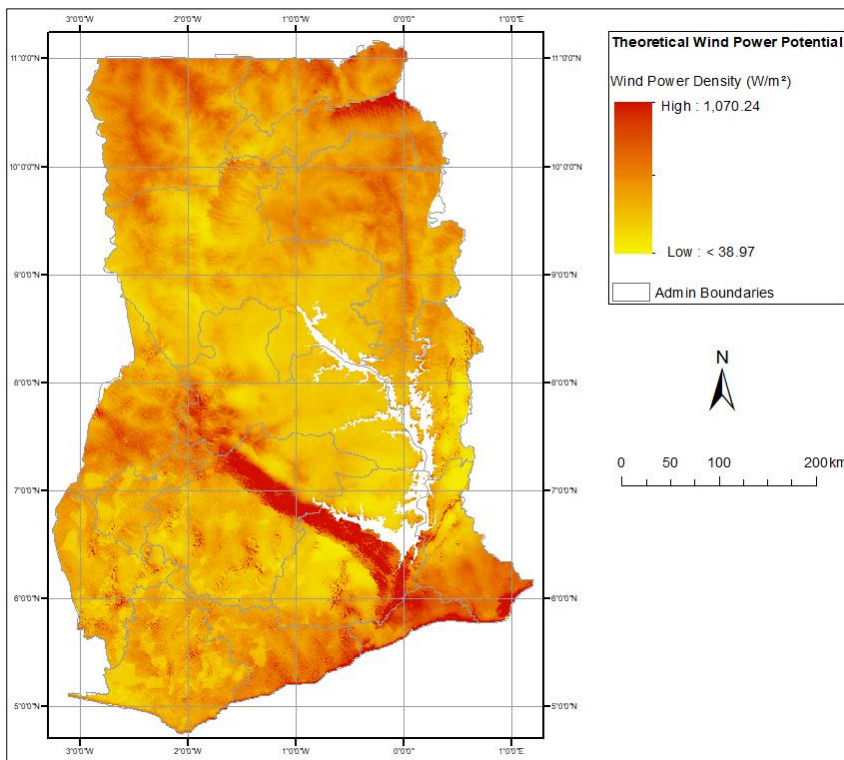 3°0'0"W 2°0'0"W 1°0'0"W 0°0'0"E 1°0'0"E
11°0'0"N 11°0'0"N
10°0'0"N 10°0'0"N
9°0'0"N 9°0'0"N
8°0'0"N 8°0'0"N
7°0'0"N 7°0'0"N
6°0'0"N 6°0'0"N
5°0'0"N 5°0'0"N
3°0'0"W 2°0'0"W 1°0'0"W 0°0'0"E 1°0'0"E
Theoretical Wind Power Potential
Wind Power Density (W/m²)
High : 1,070.24
Low : < 38.97
Admin Boundaries
N
0 50 100 200 km